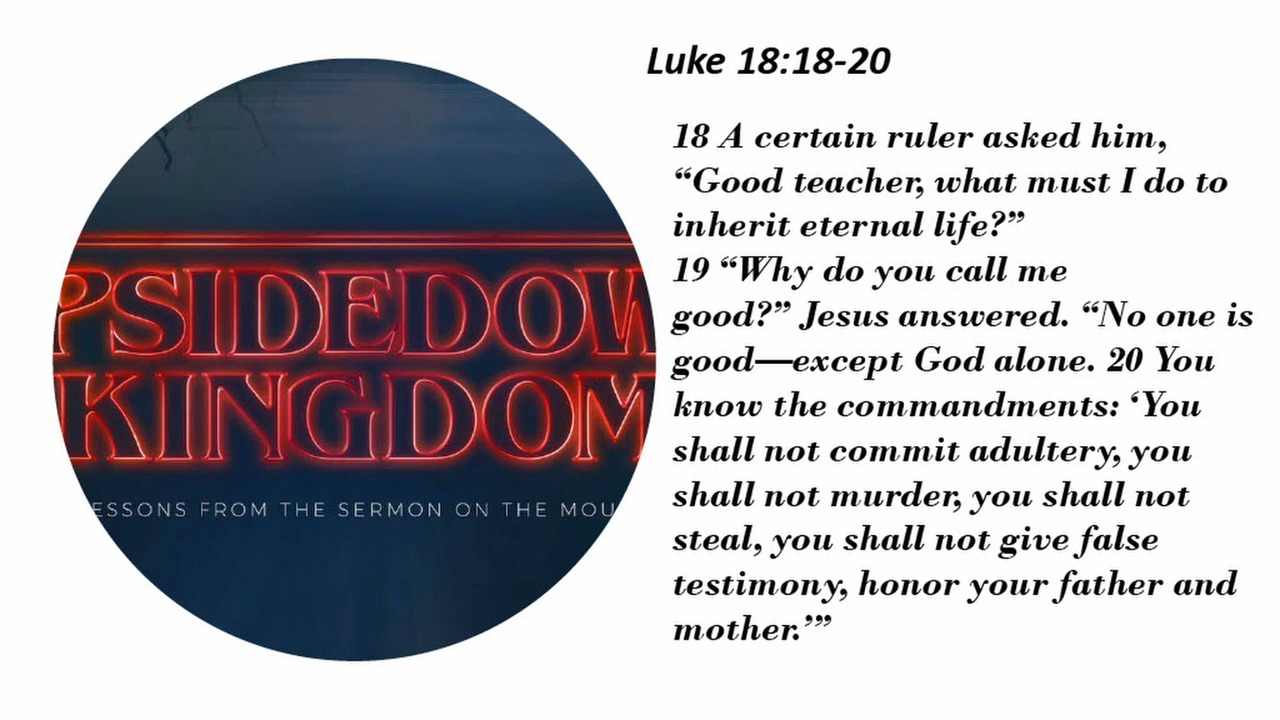 Luke 18:18-20
18 A certain ruler asked him,
“Good teacher, what must I do to
inherit eternal life?”
19 “Why do you call me
good?” Jesus answered. “No one is
good—except God alone. 20 You
know the commandments: ‘You
shall not commit adultery, you
shall not murder, you shall not
steal, you shall not give false
testimony, honor your father and
mother.’”
PSIDEDOW
KINGDOM
ESSONS FROM THE SERMON ON THE MOU